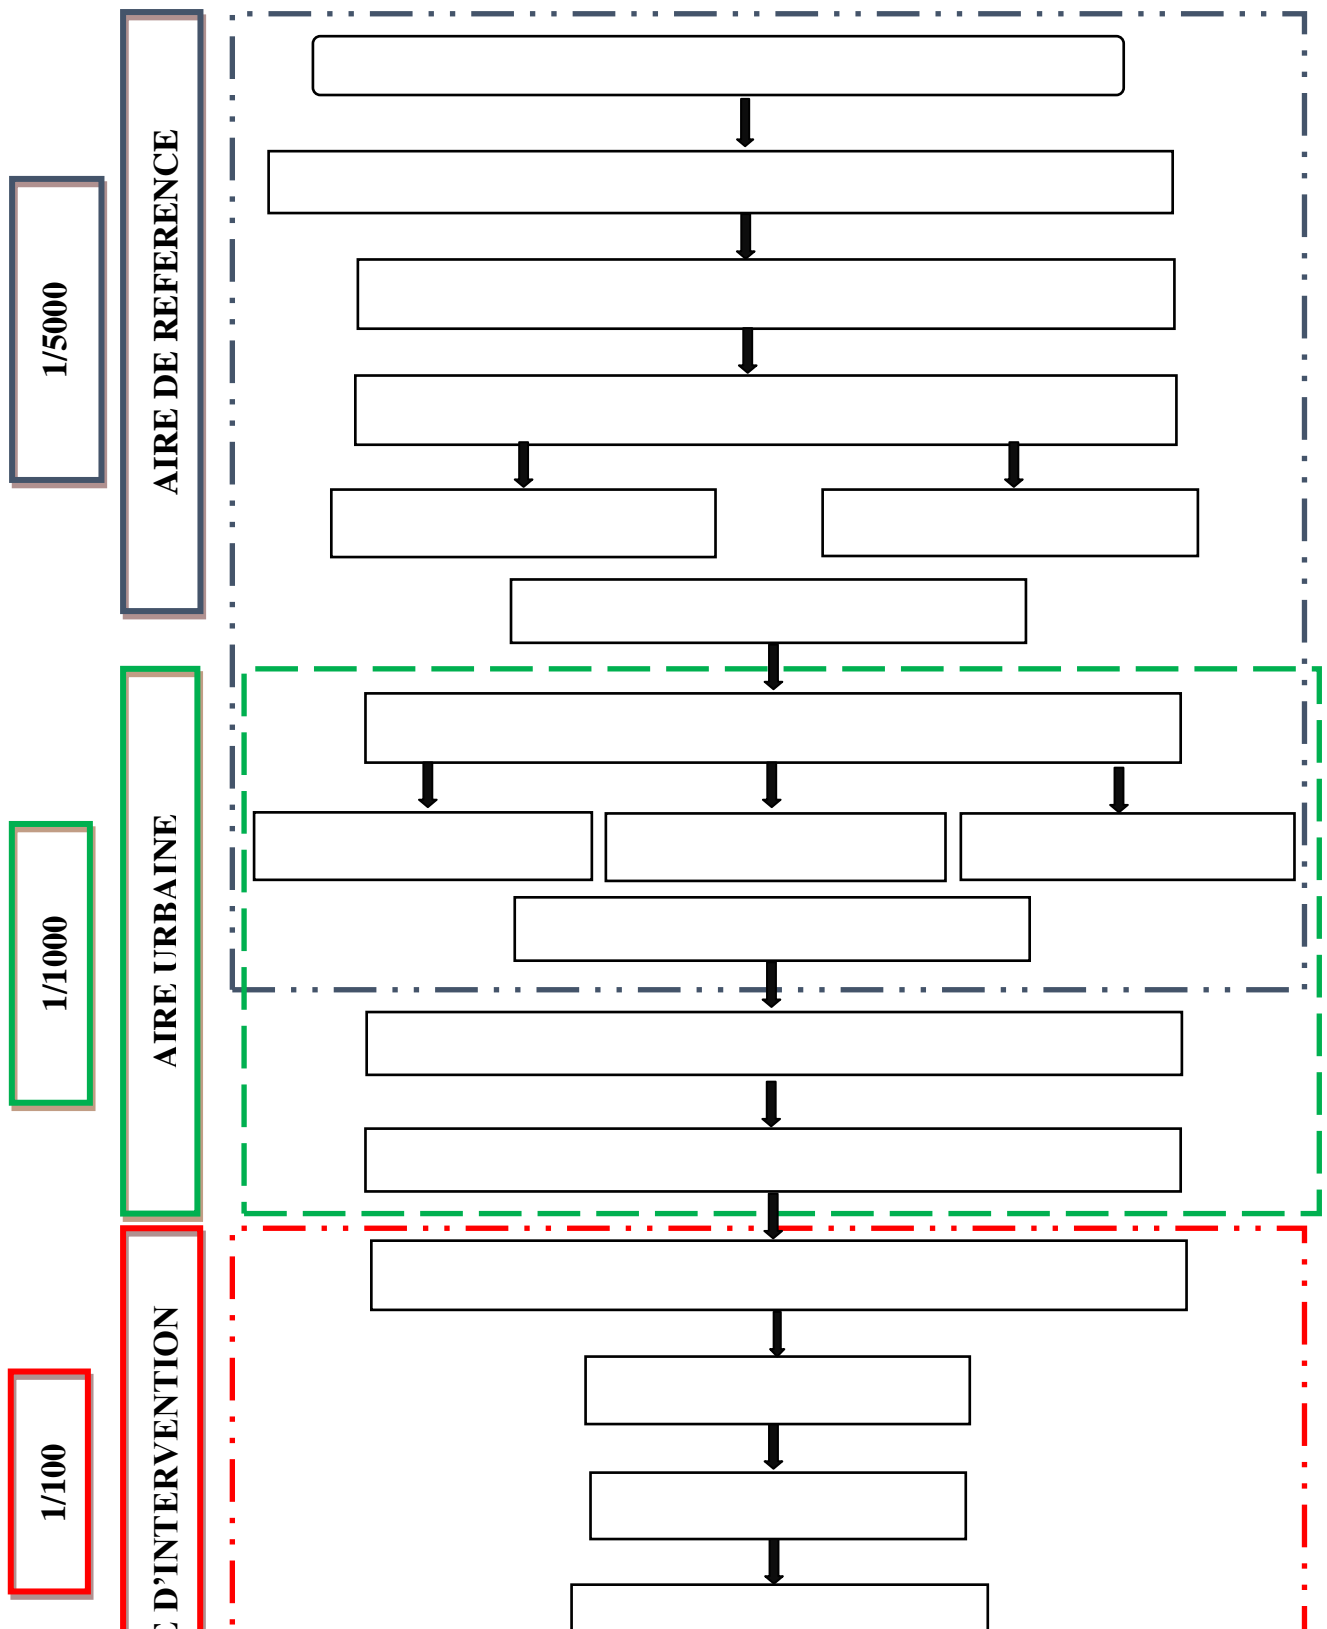 1/5000
AIRE DE REFERENCE
1/1000
AIRE URBAINE
1/100
D’INTERVENTION